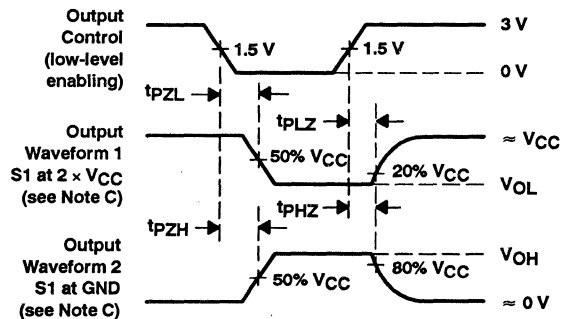 Output
Control
(low-level
enabling)
3 V
1.5 V
1.5 V
0 V
tPZL
tPLZ
Output
Waveform 1
S1 at 2 × VCC
(see Note C)
≈ VCC
50% VCC
20% VCC
VOL
tPZH
tPHZ
Output
Waveform 2
S1 at GND
(see Note C)
VOH
50% VCC
80% VCC
≈ 0 V